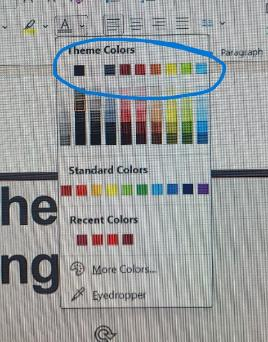 A
Theme Colors
Paragraph
Standard Colors
he
Recent Colors
ng
More Colors...
Eyedropper